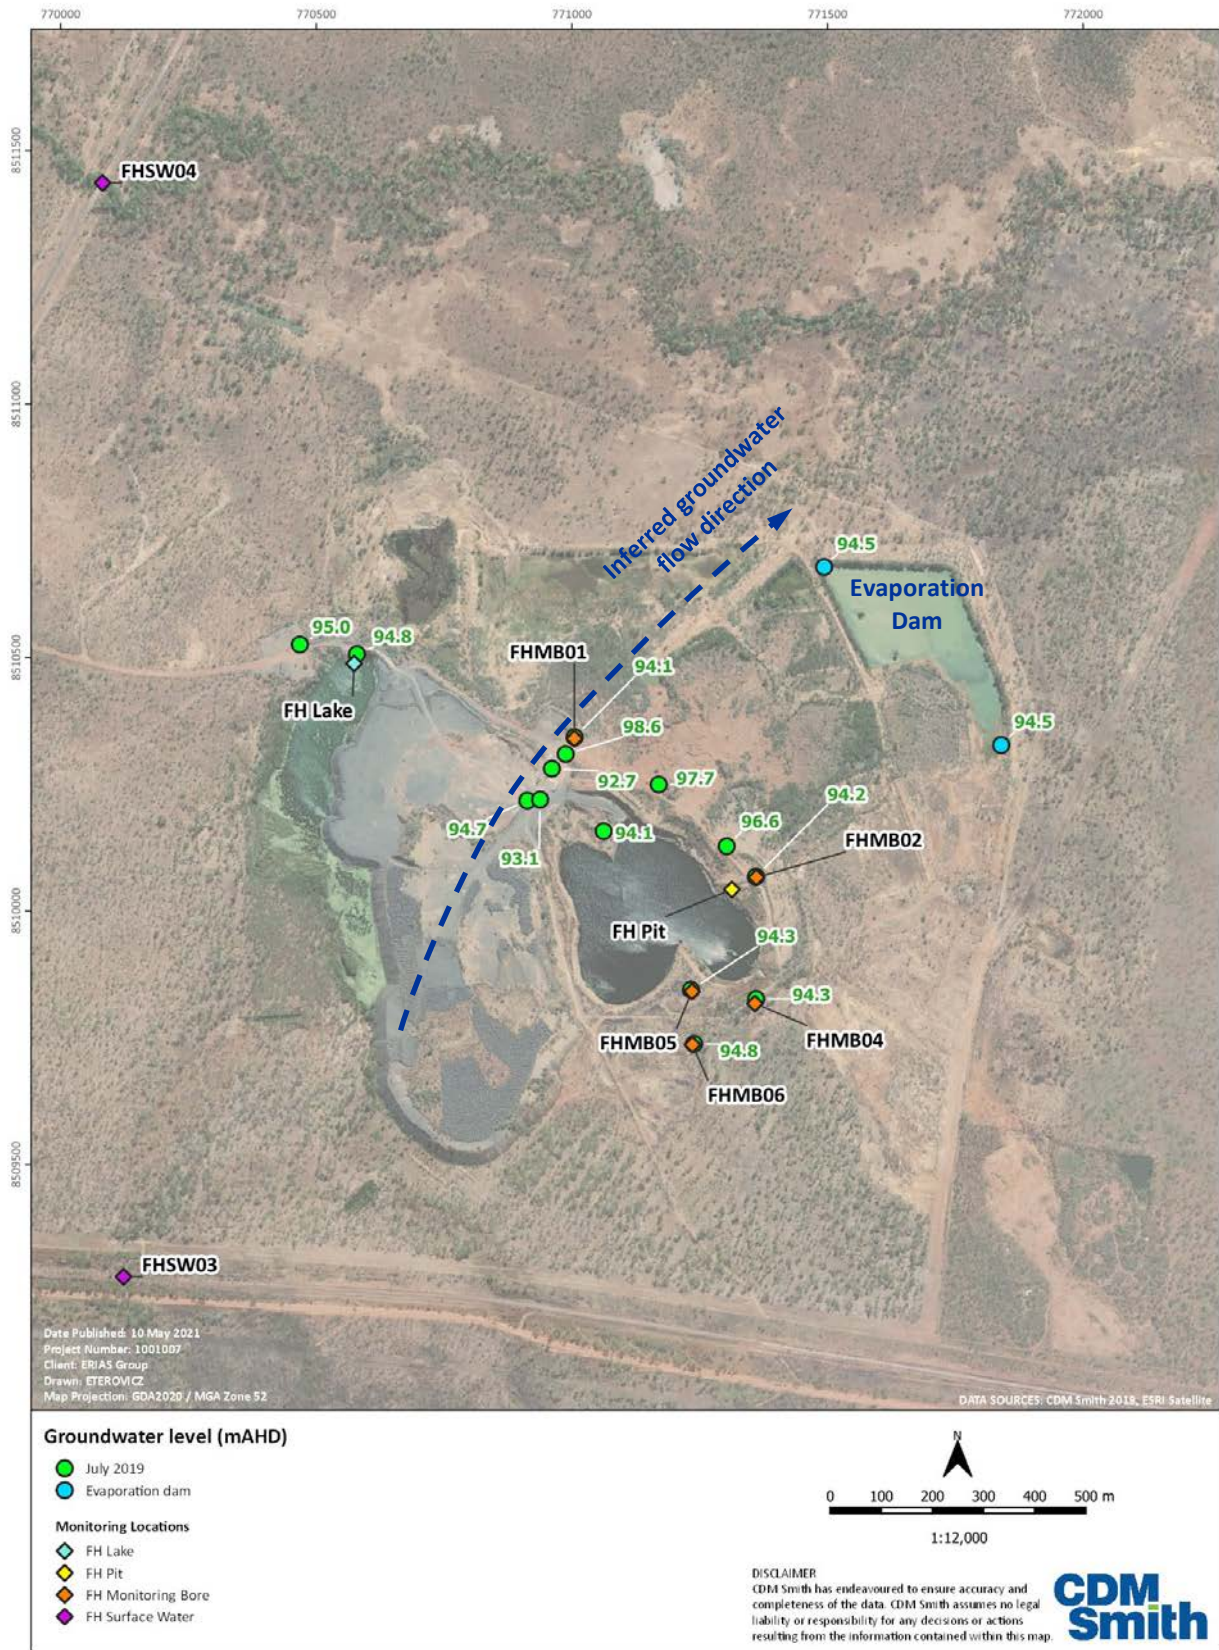 770000
770500
771000
771500
772000
8511500
8511000
8510500
8510000
8509500
FHSW04
Inferred groundwater
flow direction
94.5
Evaporation
Dam
95.0
94.8
FHMB01
94.1
FH Lake
98.6
94.5
92.7
97.7
94.2
94.7
94.1
96.6
FHMB02
93.1
FH Pit
94.3
94.3
FHMB05
FHMB04
94.8
FHMB06
FHSW03
Date Published: 10 May 2021
Project Number: 1001007
Client: ERIAS Group
Drawn: ETEROVICZ
Map Projection: GDA2020 / MGA Zone 52
DATA SOURCES: CDM Smith 2019, ESRI Satellite
Groundwater level (mAHD)
July 2019
Evaporation dam
Monitoring Locations
FH Lake
FH Pit
FH Monitoring Bore
FH Surface Water
N
0 100 200 300 400 500 m
1:12,000
DISCLAIMER
CDM Smith has endeavoured to ensure accuracy and
completeness of the data. CDM Smith assumes no legal
liability or responsibility for any decisions or actions
resulting from the information contained within this map.
CDM
Smith